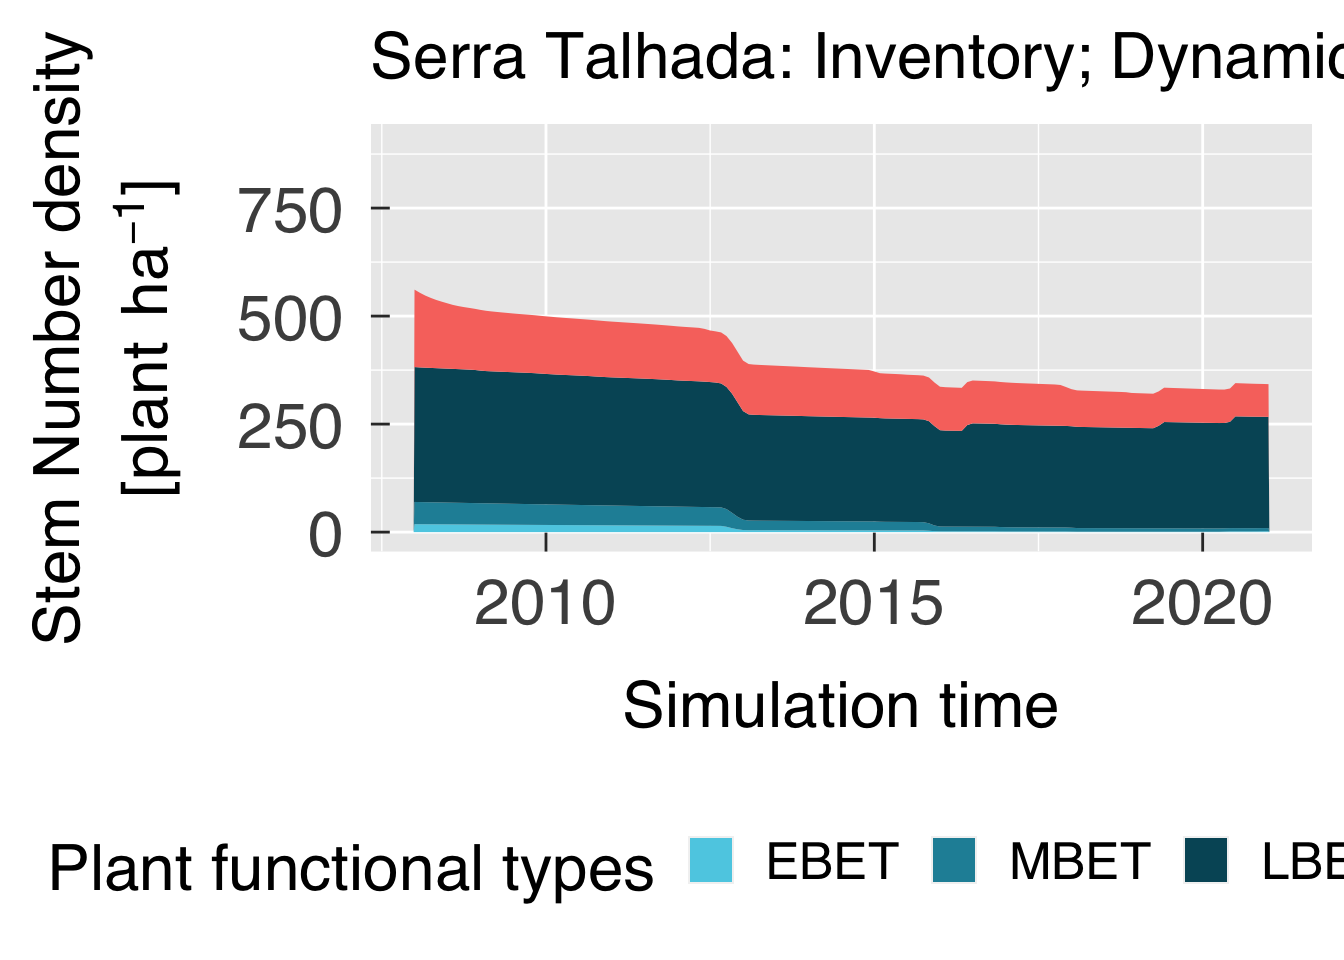 Serra Talhada: Inventory; Dynamic
Stem Number density
[plant ha⁻¹]
750
500
250
0
2010 2015 2020
Simulation time
Plant functional types EBET MBET LBE